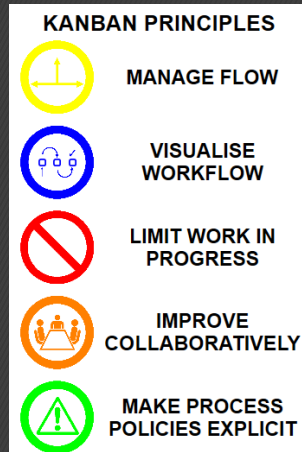 KANBAN PRINCIPLES
MANAGE FLOW
VISUALISE
WORKFLOW
LIMIT WORK IN
PROGRESS
IMPROVE
COLLABORATIVELY
MAKE PROCESS
POLICIES EXPLICIT